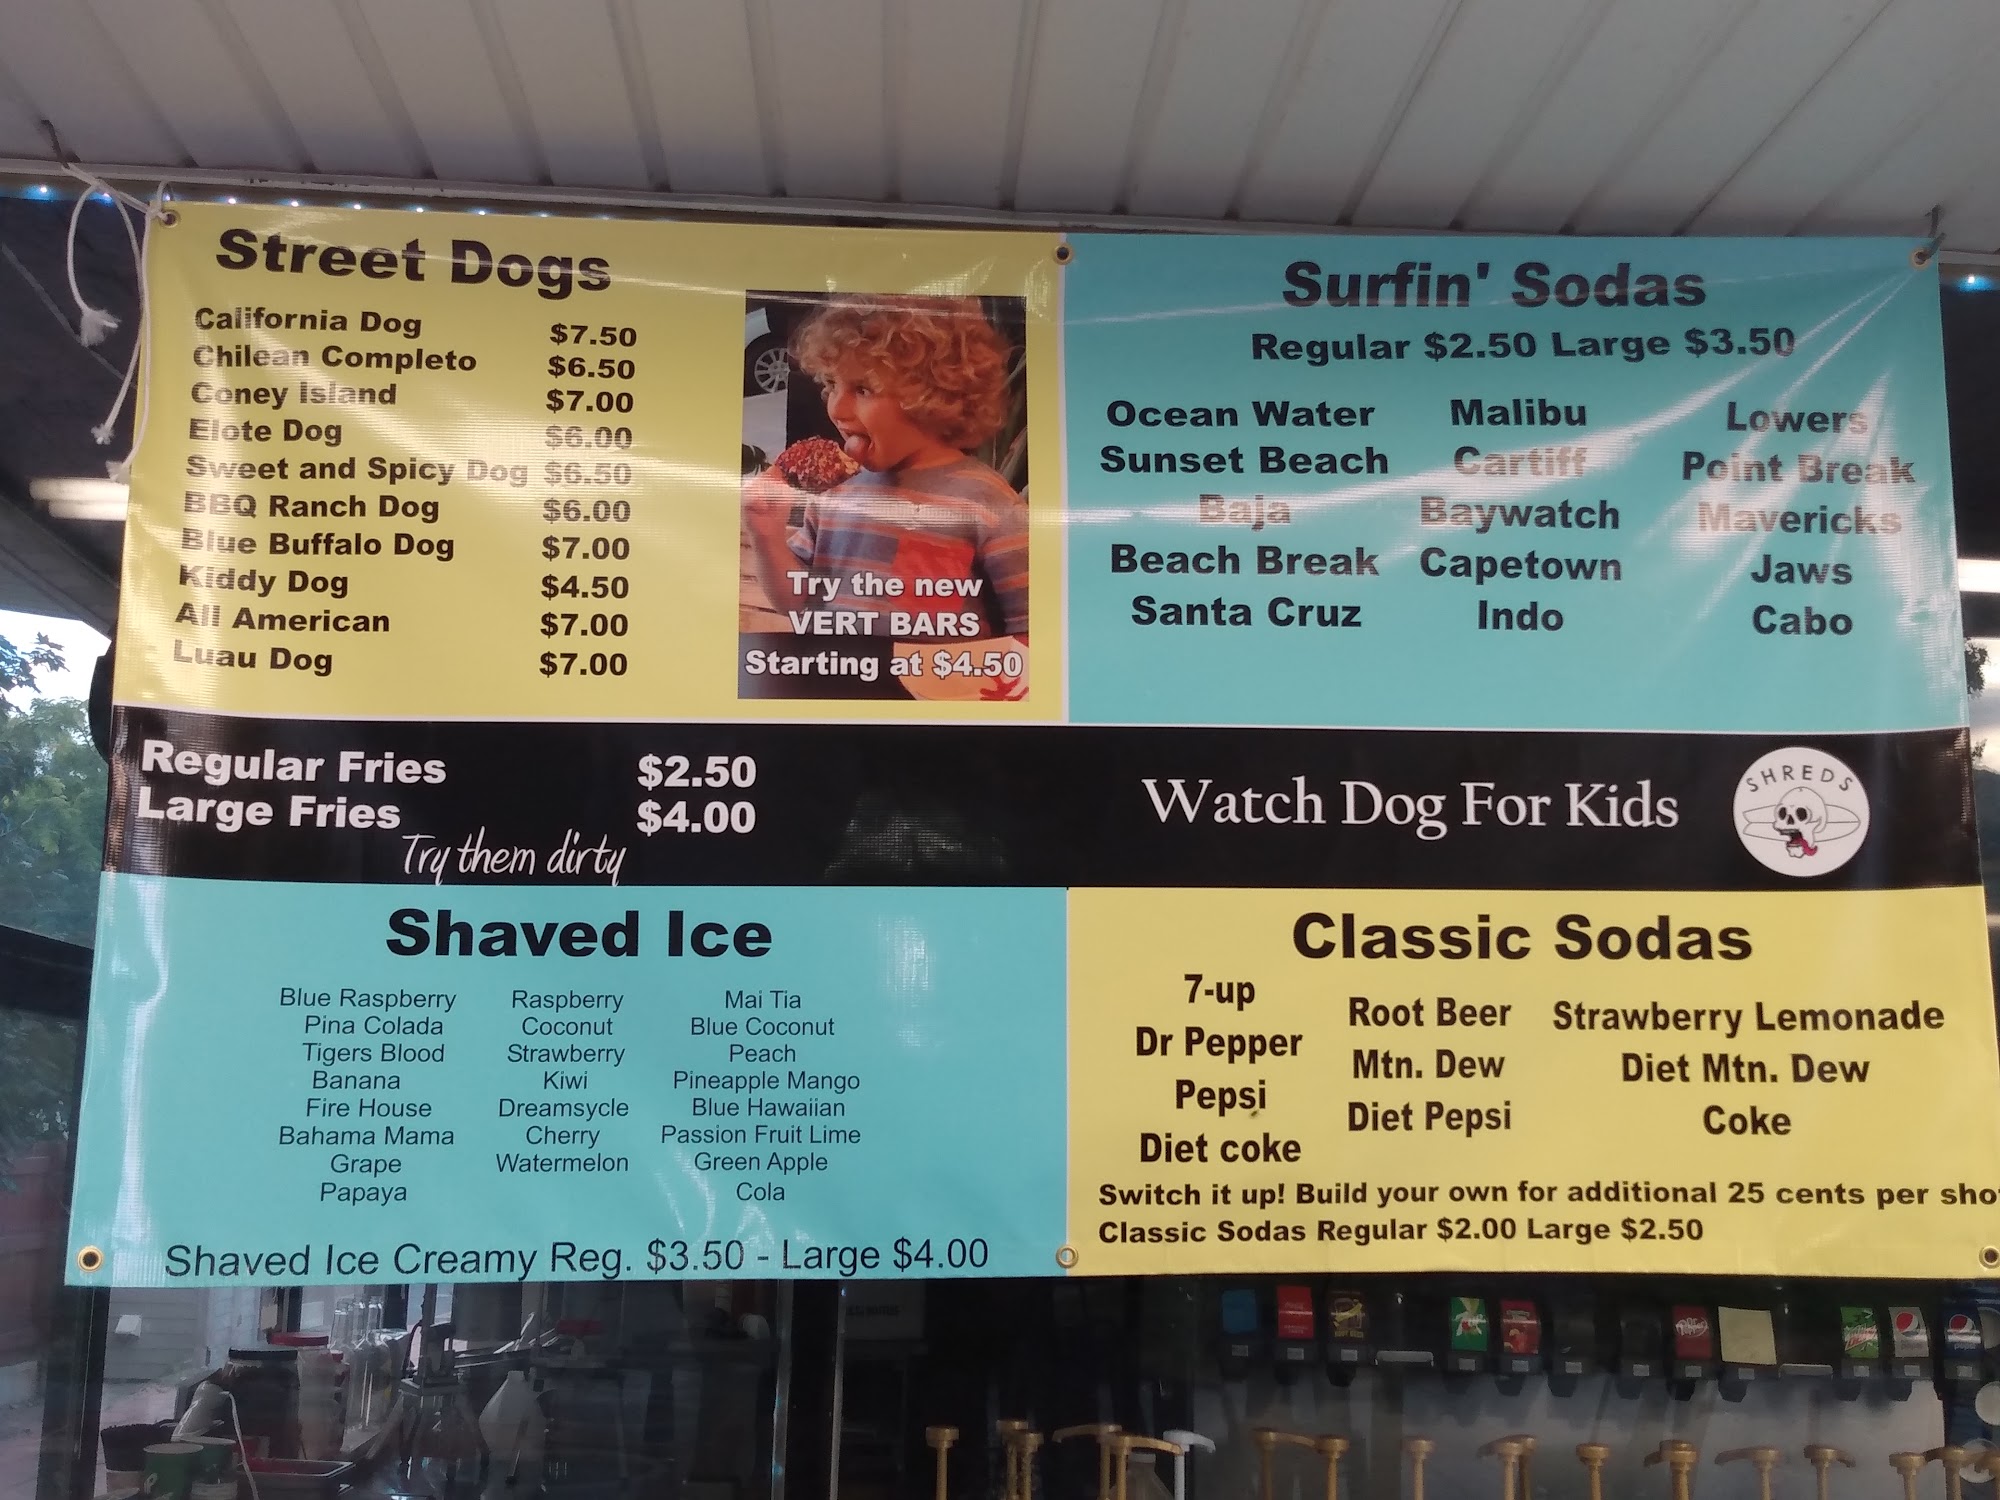 Street Dogs
California Dog $7.50
Chilean Completo $6.50
Coney Island $7.00
Elote Dog $6.00
Sweet and Spicy Dog $6.50
BBQ Ranch Dog $6.00
Blue Buffalo Dog $7.00
Kiddy Dog $4.50
All American $7.00
Luau Dog $7.00
Try the new
VERT BARS
Starting at $4.50
Surfin' Sodas
Regular $2.50 Large $3.50
Ocean Water Malibu Lowers
Sunset Beach Cartiff Point Break
Baja Baywatch Mavericks
Beach Break Capetown Jaws
Santa Cruz Indo Cabo
Regular Fries $2.50
Large Fries $4.00
Try them dirty
Watch Dog For Kids
SHREDS
Shaved Ice
Blue Raspberry Raspberry Mai Tia
Pina Colada Coconut Blue Coconut
Tigers Blood Strawberry Peach
Banana Kiwi Pineapple Mango
Fire House Dreamsycle Blue Hawaiian
Bahama Mama Cherry Passion Fruit Lime
Grape Watermelon Green Apple
Papaya Cola
Shaved Ice Creamy Reg. $3.50 - Large $4.00
Classic Sodas
7-up
Dr Pepper
Pepsi
Diet coke
Root Beer
Mtn. Dew
Diet Pepsi
Strawberry Lemonade
Diet Mtn. Dew
Coke
Switch it up! Build your own for additional 25 cents per sho
Classic Sodas Regular $2.00 Large $2.50